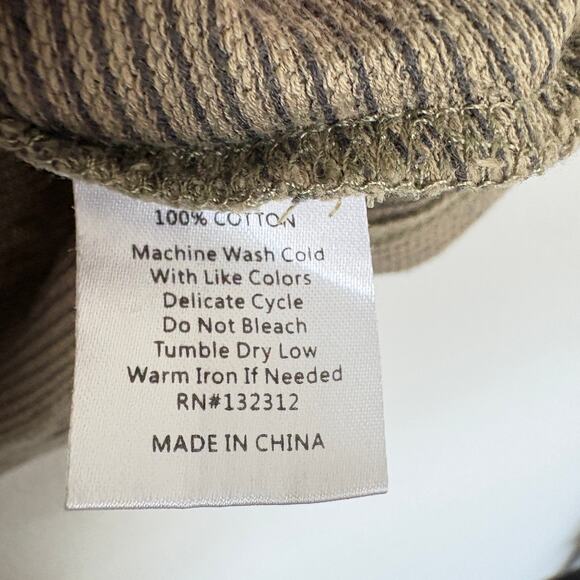 100% COTTON
Machine Wash Cold
With Like Colors
Delicate Cycle
Do Not Bleach
Tumble Dry Low
Warm Iron If Needed
RN#132312
MADE IN CHINA